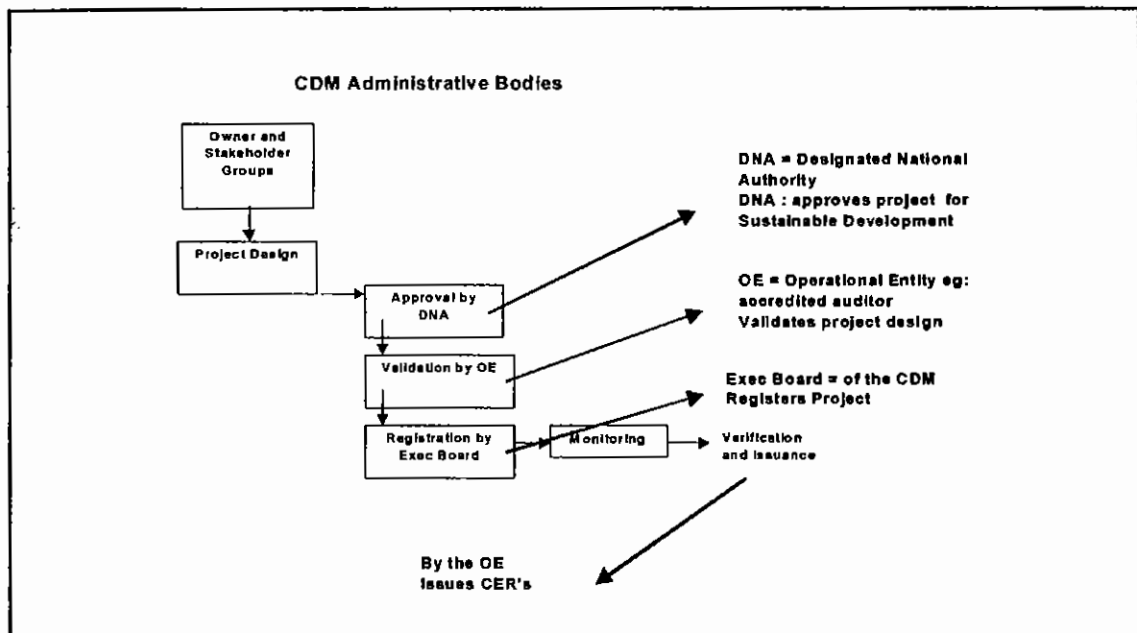 CDM Administrative Bodies
Owner and
Stakeholder
Groups
Project Design
Approval by
DNA
Validation by OE
Registration by
Exec Board
Monitoring
Verification
and Issuance
DNA = Designated National
Authority
DNA : approves project for
Sustainable Development
OE = Operational Entity eg:
accredited auditor
Validates project design
Exec Board = of the CDM
Registers Project
By the OE
Issues CER's